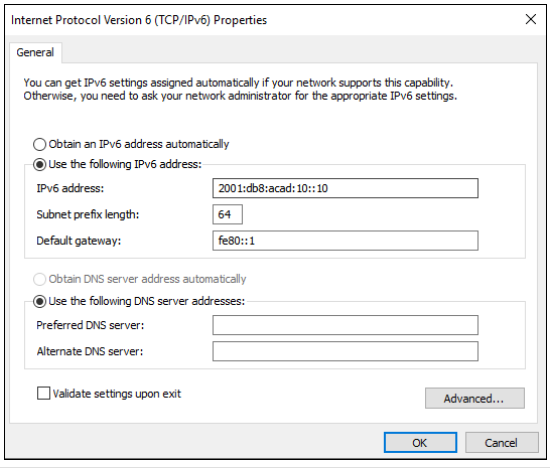 Internet Protocol Version 6 (TCP/IPv6) Properties
General
You can get IPv6 settings assigned automatically if your network supports this capability.
Otherwise, you need to ask your network administrator for the appropriate IPv6 settings.
Obtain an IPv6 address automatically
Use the following IPv6 address:
IPv6 address: 2001:db8:acad:10::10
Subnet prefix length: 64
Default gateway: fe80::1
Obtain DNS server address automatically
Use the following DNS server addresses:
Preferred DNS server:
Alternate DNS server:
Validate settings upon exit
Advanced...
OK Cancel